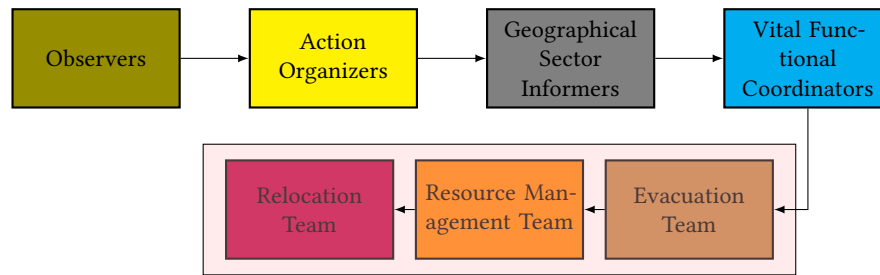 Observers
Action
Organizers
Geographical
Sector
Informers
Vital Func-
tional
Coordinators
Relocation
Team
Resource Man-
agement Team
Evacuation
Team